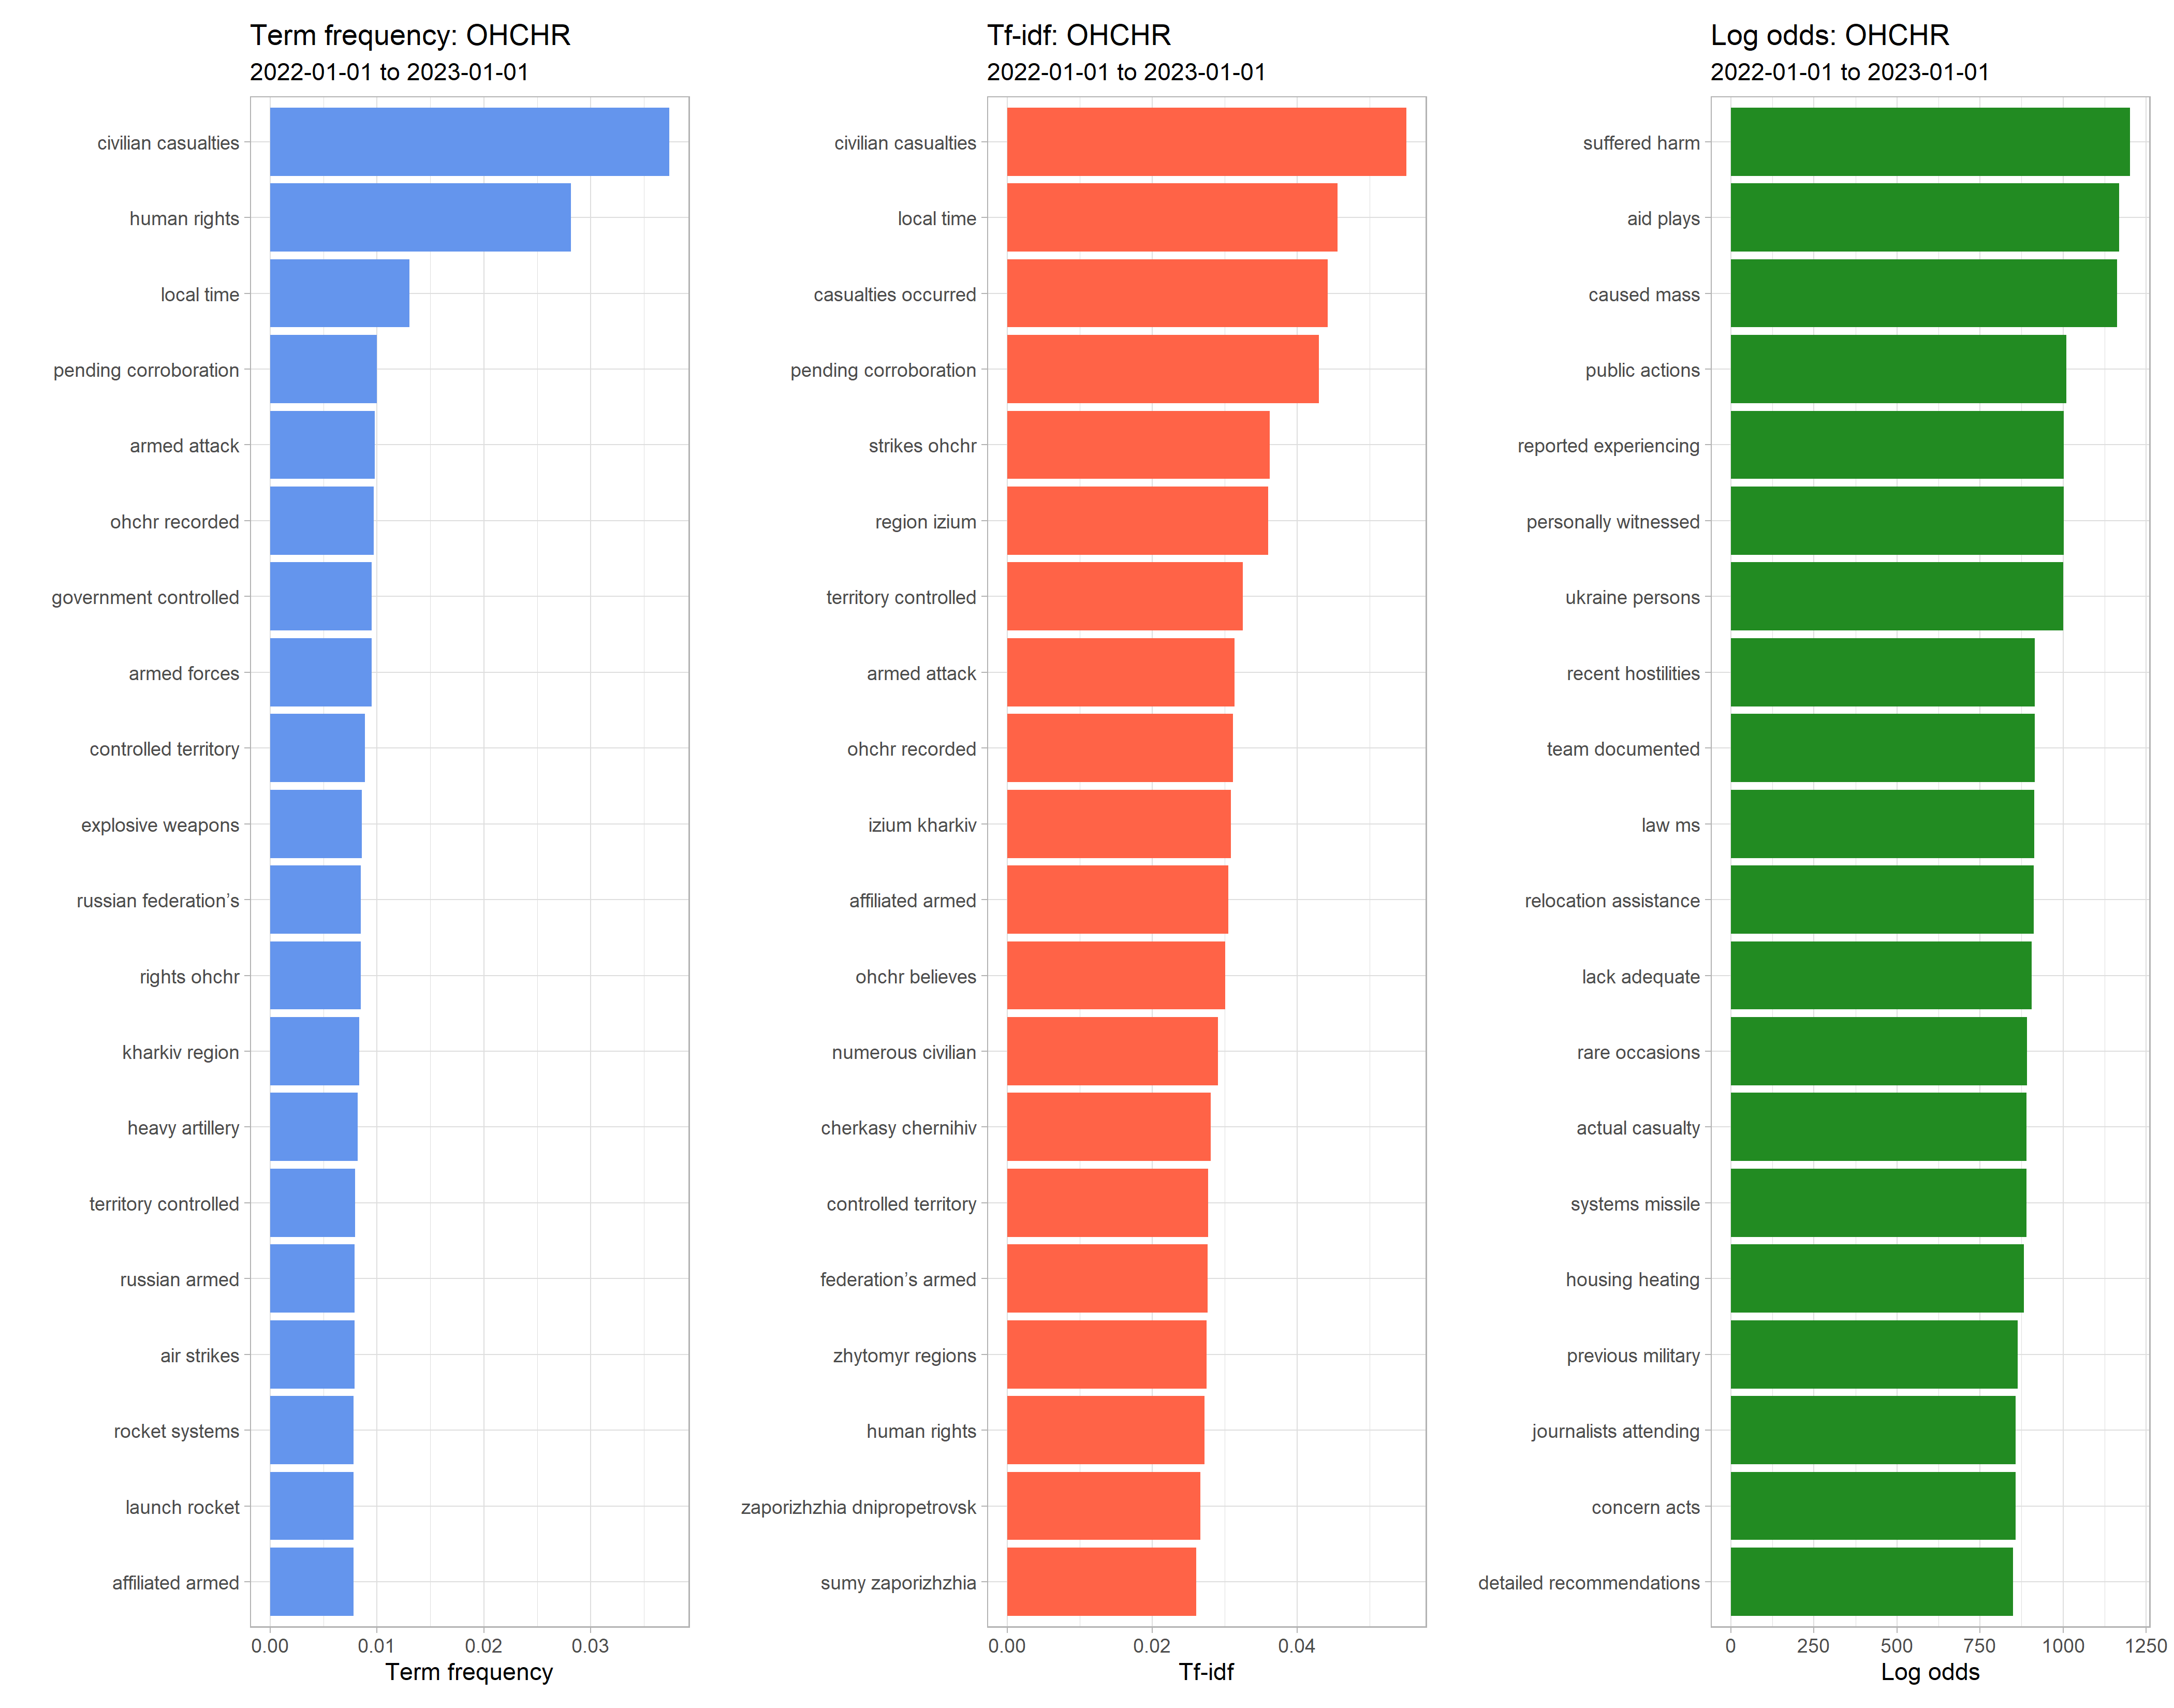 Term frequency: OHCHR
2022-01-01 to 2023-01-01
civilian casualties
human rights
local time
pending corroboration
armed attack
ohchr recorded
government controlled
armed forces
controlled territory
explosive weapons
russian federation’s
rights ohchr
kharkiv region
heavy artillery
territory controlled
russian armed
air strikes
rocket systems
launch rocket
affiliated armed
0.00 0.01 0.02 0.03
Term frequency
Tf-idf: OHCHR
2022-01-01 to 2023-01-01
civilian casualties
local time
casualties occurred
pending corroboration
strikes ohchr
region izium
territory controlled
armed attack
ohchr recorded
izium kharkiv
affiliated armed
ohchr believes
numerous civilian
cherkasy chernihiv
controlled territory
federation’s armed
zhytomyr regions
human rights
zaporizhzhia dnipropetrovsk
sumy zaporizhzhia
0.00 0.02 0.04
Tf-idf
Log odds: OHCHR
2022-01-01 to 2023-01-01
suffered harm
aid plays
caused mass
public actions
reported experiencing
personally witnessed
ukraine persons
recent hostilities
team documented
law ms
relocation assistance
lack adequate
rare occasions
actual casualty
systems missile
housing heating
previous military
journalists attending
concern acts
detailed recommendations
0 250 500 750 1000 1250
Log odds